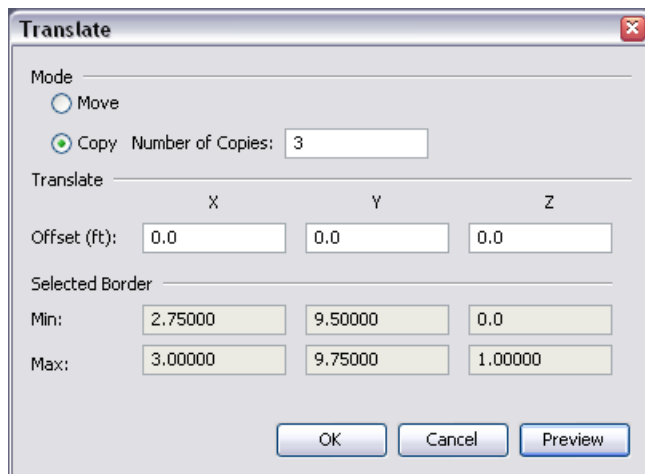 Translate
Mode
Move
Copy Number of Copies: 3
Translate
X Y Z
Offset (ft): 0.0 0.0 0.0
Selected Border
Min: 2.75000 9.50000 0.0
Max: 3.00000 9.75000 1.00000
OK Cancel Preview